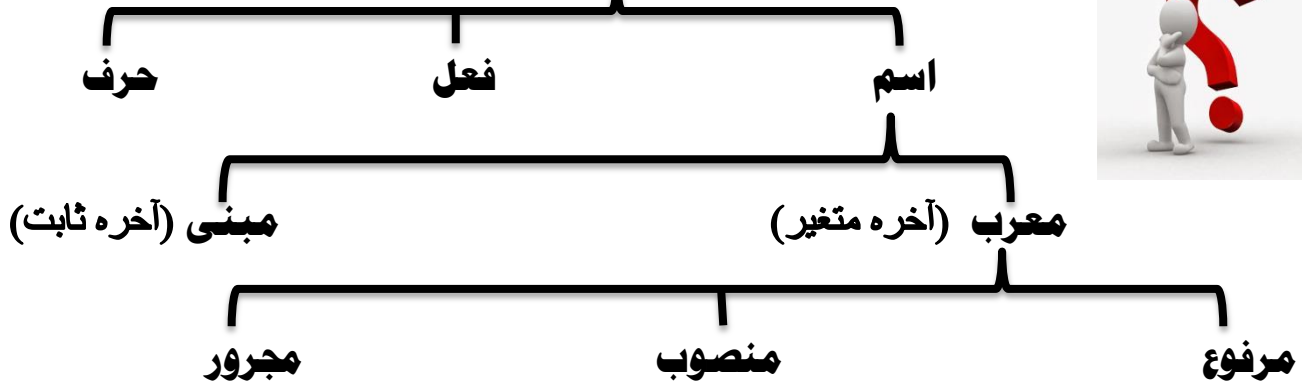 اسم فعل حرف
معرب (آخره متغير) مبنى (آخره ثابت)
مرفوع منصوب مجرور